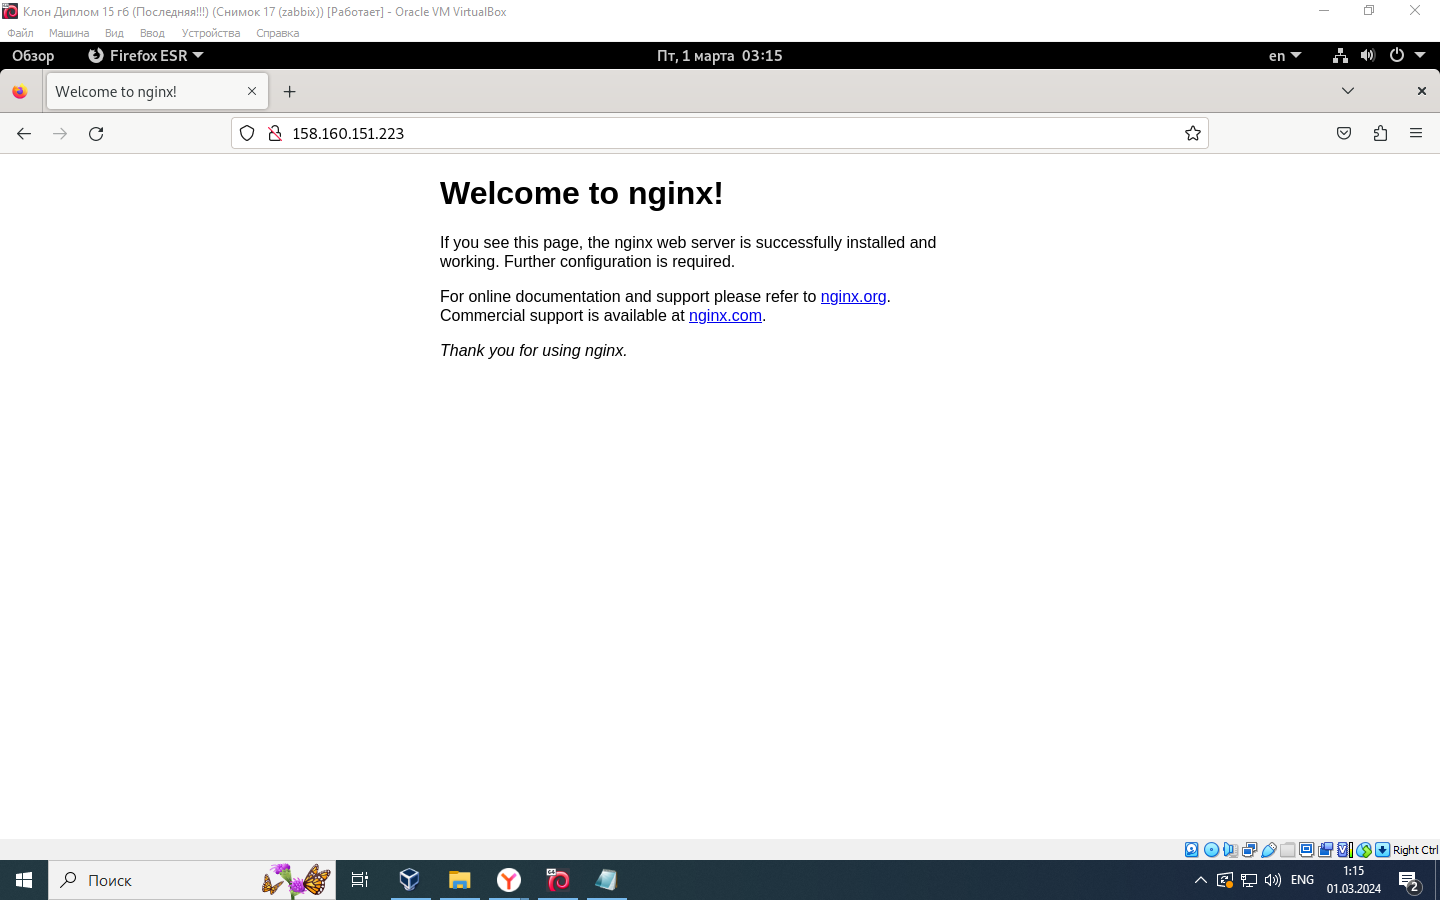 Клон Диплом 15 гб (Последняя!!!) (Снимок 17 (zabbix)) [Работает] - Oracle VM VirtualBox
Файл Машина Вид Ввод Устройства Справка
Обзор Firefox ESR Пт, 1 марта 03:15 en
Welcome to nginx!
158.160.151.223
Welcome to nginx!
If you see this page, the nginx web server is successfully installed and
working. Further configuration is required.
For online documentation and support please refer to nginx.org.
Commercial support is available at nginx.com.
Thank you for using nginx.
Right Ctrl
Поиск
64
ENG
1:15
01.03.2024
2